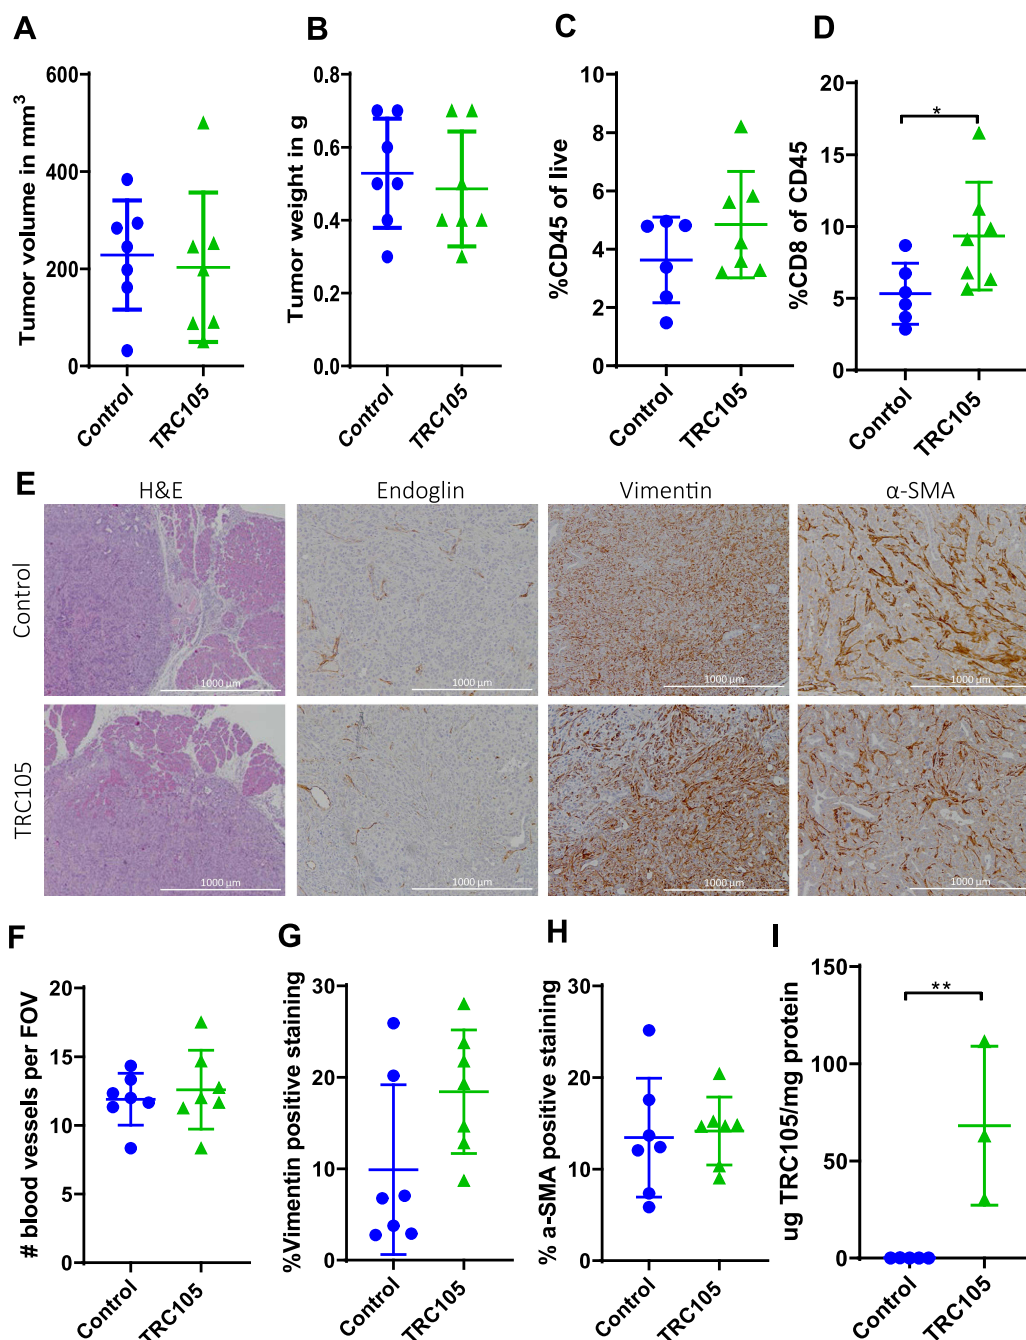 A
Tumor volume in mm³
600
400
200
0
Control
TRC105
B
Tumor weight in g
0.8
0.6
0.4
0.2
0.0
Control
TRC105
C
%CD45 of live
10
8
6
4
2
0
Control
TRC105
D
%CD8 of CD45
20
15
10
5
0
*
Conrtol
TRC105
E
H&E
Endoglin
Vimentin
α-SMA
Control
1000 µm
1000 µm
1000 µm
1000 µm
TRC105
1000 µm
1000 µm
1000 µm
1000 µm
F
# blood vessels per FOV
20
15
10
5
0
Control
TRC105
G
%Vimentin positive staining
30
20
10
0
Control
TRC105
H
% a-SMA positive staining
30
20
10
0
Control
TRC105
I
ug TRC105/mg protein
150
100
50
0
**
Control
TRC105